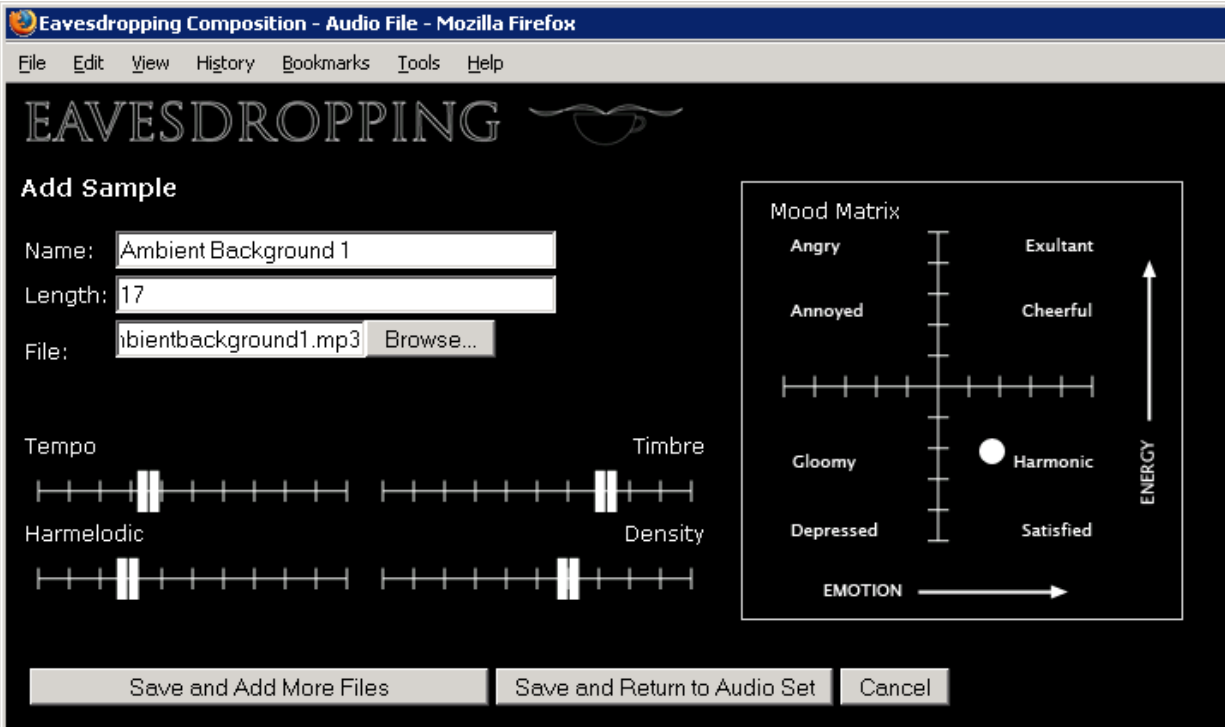 Eavesdropping Composition - Audio File - Mozilla Firefox
File Edit View History Bookmarks Tools Help
EAVESDROPPING
Add Sample
Name: Ambient Background 1
Length: 17
File: nbientbackground1.mp3 Browse...
Tempo Timbre
Harmelodic Density
Mood Matrix
Angry Exultant
Annoyed Cheerful
Gloomy Harmonic
Depressed Satisfied
ENERGY
EMOTION
Save and Add More Files Save and Return to Audio Set Cancel